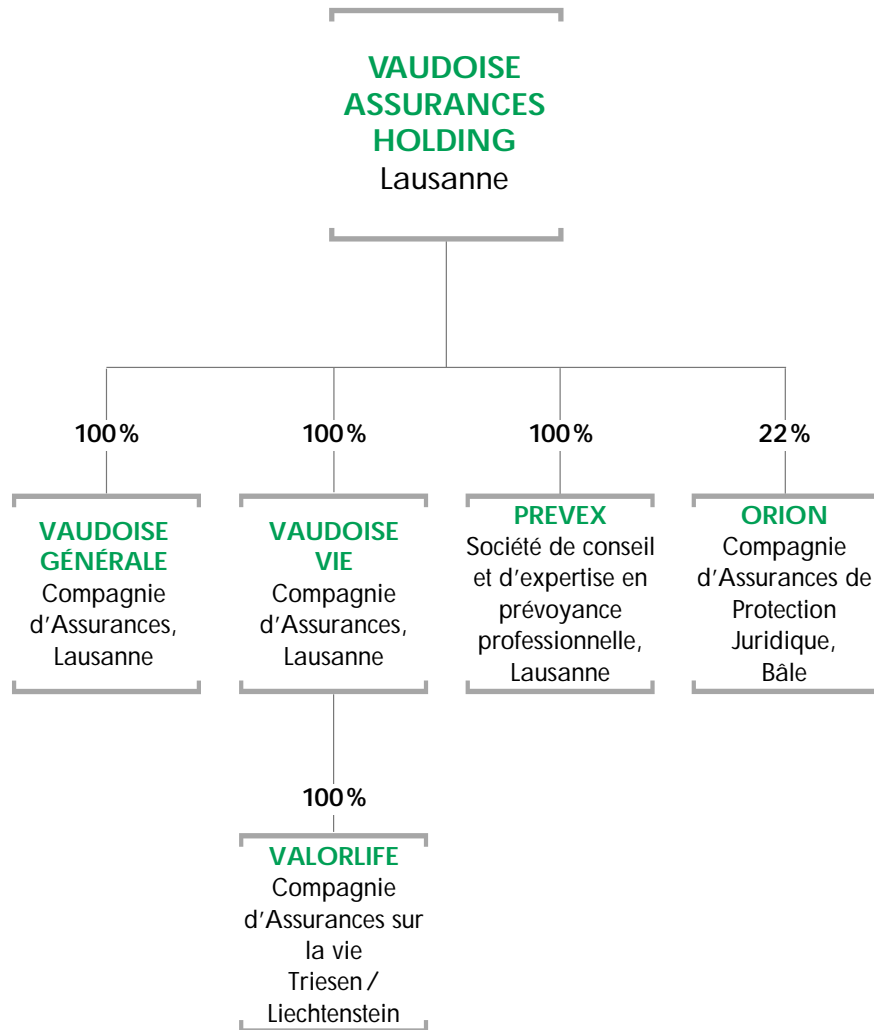 VAUDOISE
ASSURANCES
HOLDING
Lausanne
100%
100%
100%
22%
VAUDOISE
GÉNÉRALE
Compagnie
d'Assurances,
Lausanne
VAUDOISE
VIE
Compagnie
d'Assurances,
Lausanne
PREVEX
Société de conseil
et d'expertise en
prévoyance
professionnelle,
Lausanne
ORION
Compagnie
d'Assurances de
Protection
Juridique,
Bâle
100%
VALORLIFE
Compagnie
d'Assurances sur
la vie
Triesen /
Liechtenstein